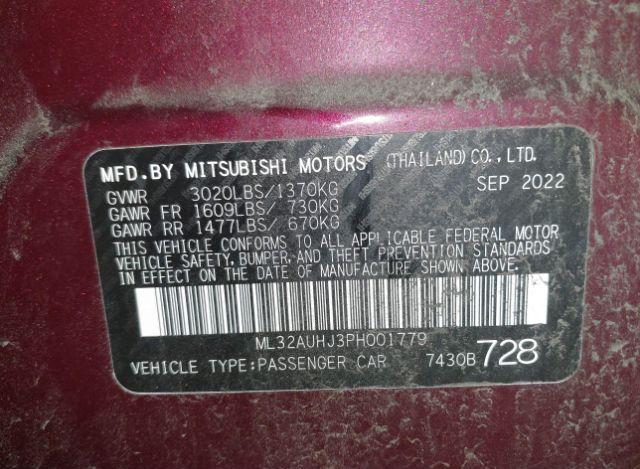 MFD.BY MITSUBISHI MOTORS (THAILAND)CO.,LTD.
GVWR 3020LBS/1370KG SEP 2022
GAWR FR 1609LBS/ 730KG
GAWR RR 1477LBS/ 670KG
THIS VEHICLE CONFORMS TO ALL APPLICABLE FEDERAL MOTOR
VEHICLE SAFETY, BUMPER, AND THEFT PREVENTION STANDARDS
IN EFFECT ON THE DATE OF MANUFACTURE SHOWN ABOVE.
ML32AUHJ3PH001779
VEHICLE TYPE:PASSENGER CAR 7430B 728